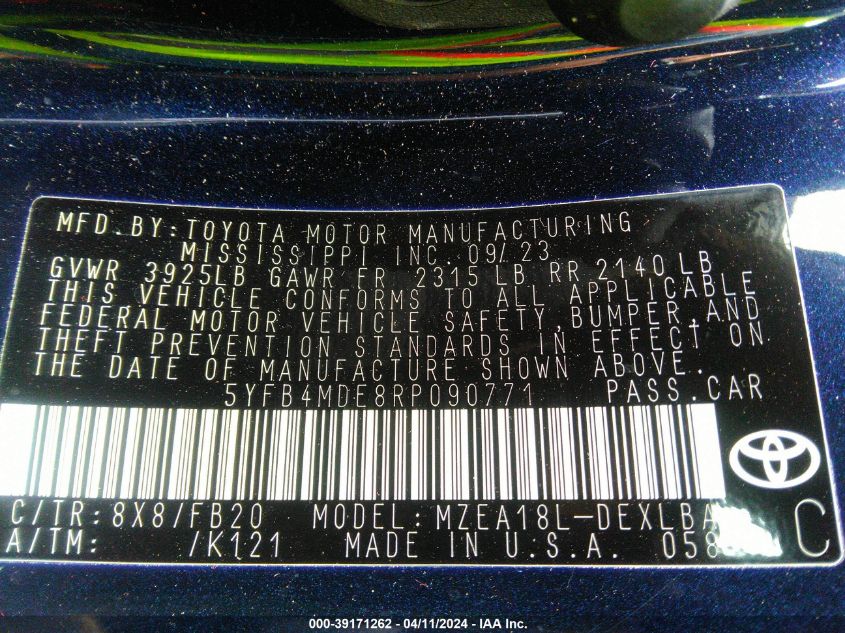 MFD.BY:TOYOTA MOTOR MANUFACTURING
MISSISSIPPI INC. 09/23
GVWR 3925LB GAWR FR 2315 LB RR 2140 LB
THIS VEHICLE CONFORMS TO ALL APPLICABLE
FEDERAL MOTOR VEHICLE SAFETY,BUMPER,AND
THEFT PREVENTION STANDARDS IN EFFECT ON
THE DATE OF MANUFACTURE SHOWN ABOVE.
5YFB4MDE8RP090771 PASS.CAR
C/TR:8X8/FB20 MODEL:
A/TM: /K121 MADE IN U.S.A. C
000-39171262 - 04/11/2024 - IAA Inc.